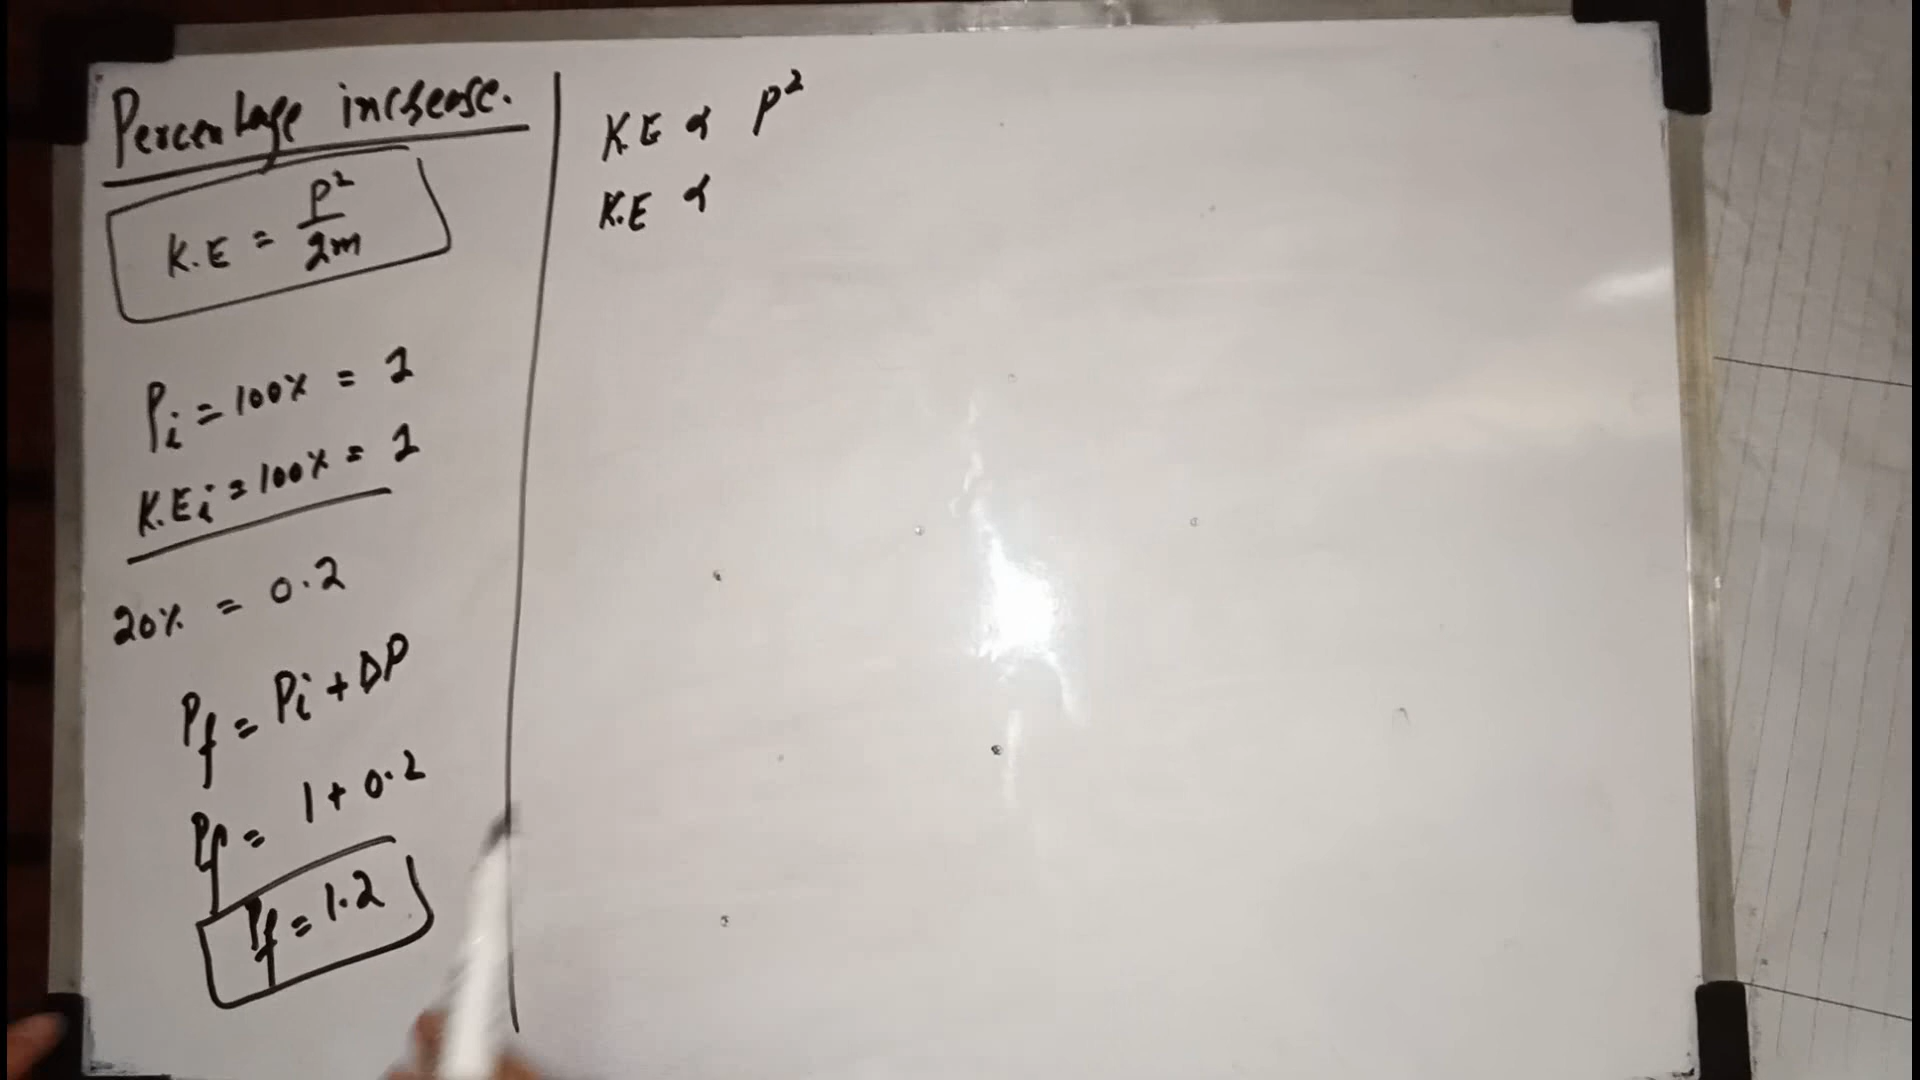 Percentage increase.
K.E = P²/2m
Pi = 100% = 1
K.Ei = 100% = 1
20% = 0.2
Pf = Pi + ΔP
Pf = 1 + 0.2
Pf = 1.2
K.E ∝ P²
K.E ∝